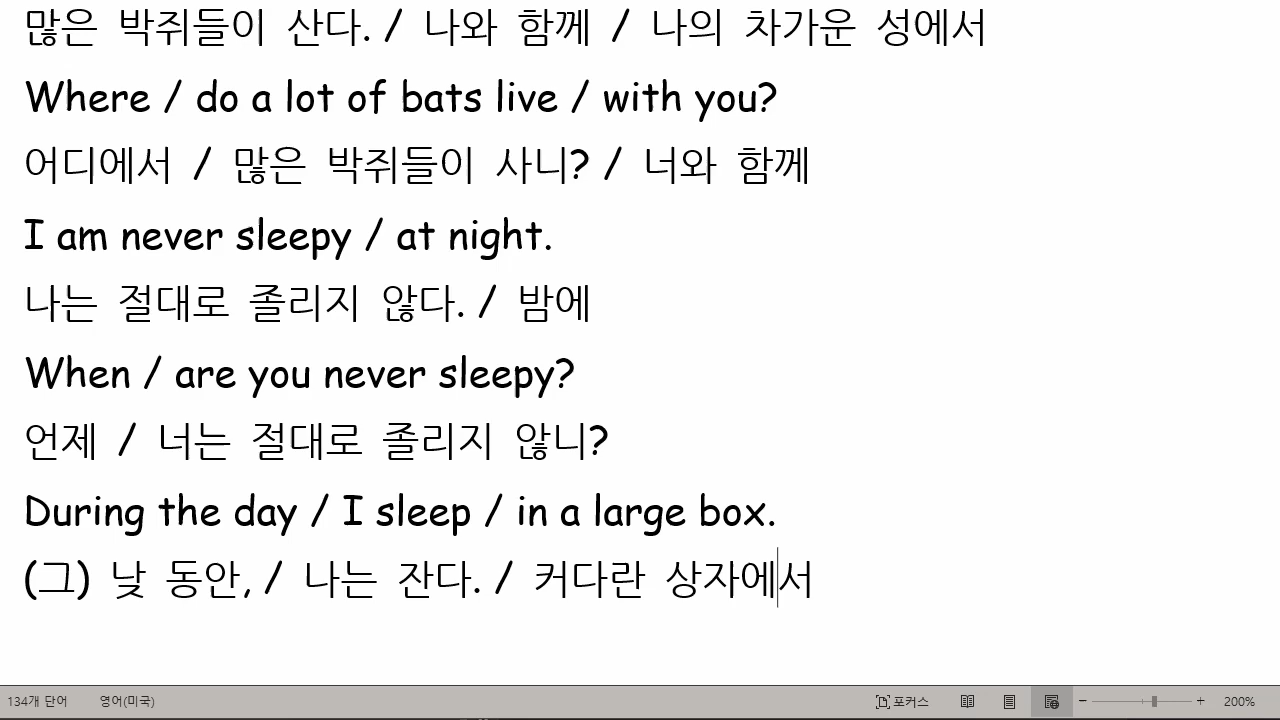 많은 박쥐들이 산다. / 나와 함께 / 나의 차가운 성에서
Where / do a lot of bats live / with you?
어디에서 / 많은 박쥐들이 사니? / 너와 함께
I am never sleepy / at night.
나는 절대로 졸리지 않다. / 밤에
When / are you never sleepy?
언제 / 너는 절대로 졸리지 않니?
During the day / I sleep / in a large box.
(그) 낮 동안, / 나는 잔다. / 커다란 상자에서
134개 단어 영어(미국) 포커스 200%